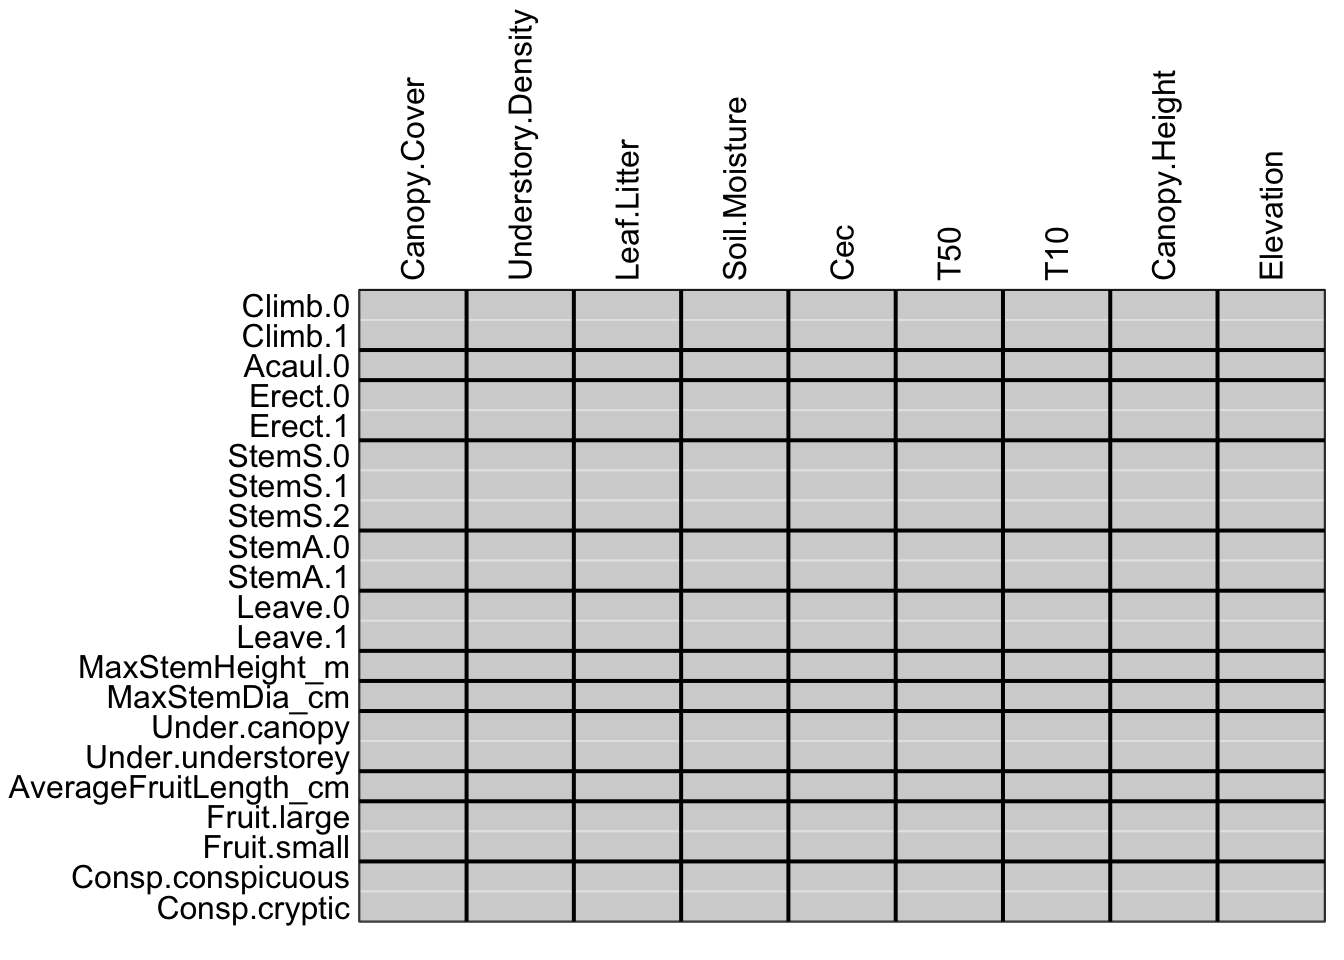 Canopy.Cover
Understory.Density
Leaf.Litter
Soil.Moisture
Cec
T50
T10
Canopy.Height
Elevation
Climb.0
Climb.1
Acaul.0
Erect.0
Erect.1
StemS.0
StemS.1
StemS.2
StemA.0
StemA.1
Leave.0
Leave.1
MaxStemHeight_m
MaxStemDia_cm
Under.canopy
Under.understorey
AverageFruitLength_cm
Fruit.large
Fruit.small
Consp.conspicuous
Consp.cryptic